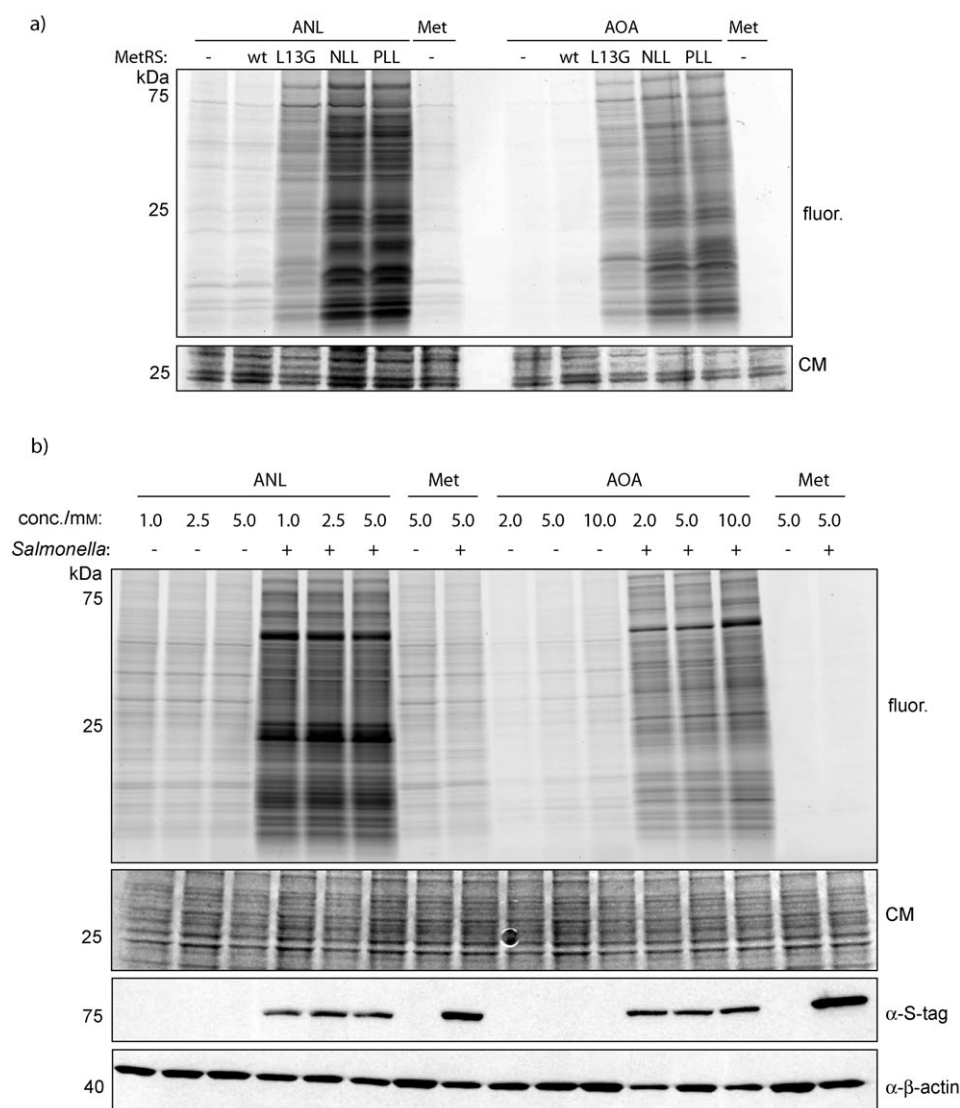 a)
ANL Met AOA Met
MetRS: - wt L13G NLL PLL - - wt L13G NLL PLL -
kDa
75
25
fluor.
25 CM
b)
ANL Met AOA Met
conc./mM: 1.0 2.5 5.0 1.0 2.5 5.0 5.0 5.0 2.0 5.0 10.0 2.0 5.0 10.0 5.0 5.0
Salmonella: - - - + + + - + - - - + + + - +
kDa
75
25
fluor.
CM
25
75 α-S-tag
40 α-β-actin